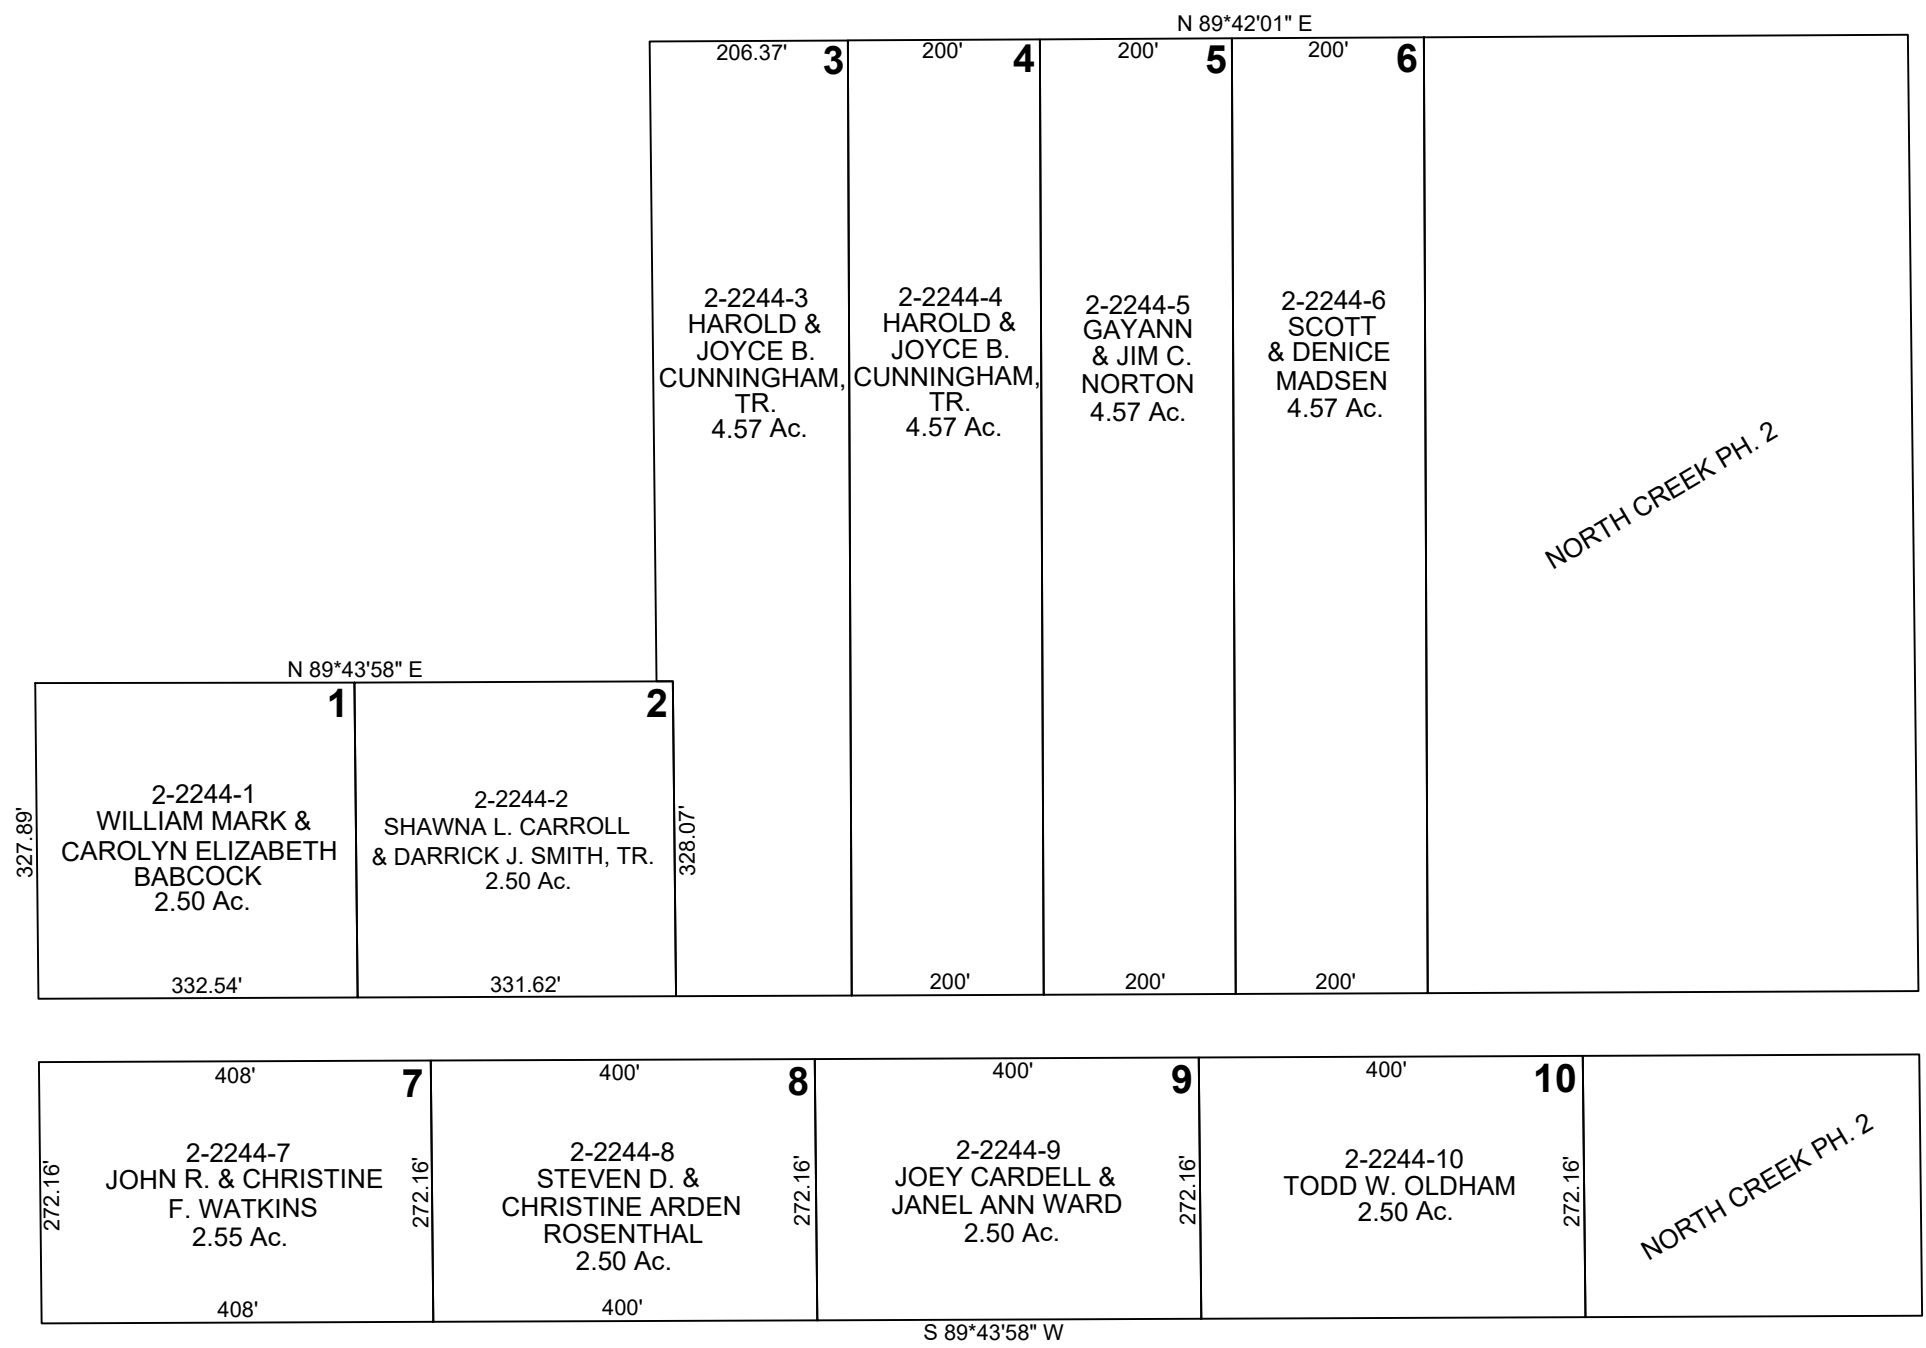 N 89*42'01" E
206.37'
3
200'
4
200'
5
200'
6
2-2244-3
HAROLD &
JOYCE B.
CUNNINGHAM,
TR.
4.57 Ac.
2-2244-4
HAROLD &
JOYCE B.
CUNNINGHAM,
TR.
4.57 Ac.
2-2244-5
GAYANN
& JIM C.
NORTON
4.57 Ac.
2-2244-6
SCOTT
& DENICE
MADSEN
4.57 Ac.
NORTH CREEK PH. 2
N 89*43'58" E
1
2
327.89'
2-2244-1
WILLIAM MARK &
CAROLYN ELIZABETH
BABCOCK
2.50 Ac.
332.54'
2-2244-2
SHAWNA L. CARROLL
& DARRICK J. SMITH, TR.
2.50 Ac.
331.62'
328.07'
200'
200'
200'
408'
7
400'
8
400'
9
400'
10
272.16'
2-2244-7
JOHN R. & CHRISTINE
F. WATKINS
2.55 Ac.
408'
272.16'
2-2244-8
STEVEN D. &
CHRISTINE ARDEN
ROSENTHAL
2.50 Ac.
400'
272.16'
2-2244-9
JOEY CARDELL &
JANEL ANN WARD
2.50 Ac.
272.16'
2-2244-10
TODD W. OLDHAM
2.50 Ac.
272.16'
NORTH CREEK PH. 2
S 89*43'58" W